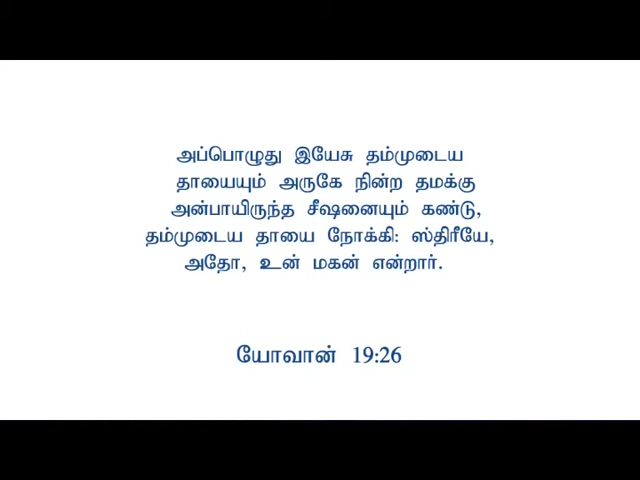 அப்பொழுது இயேசு தம்முடைய
தாயையும் அருகே நின்ற தமக்கு
அன்பாயிருந்த சீஷனையும் கண்டு,
தம்முடைய தாயை நோக்கி: ஸ்திரீயே,
அதோ, உன் மகன் என்றார்.
யோவான் 19:26